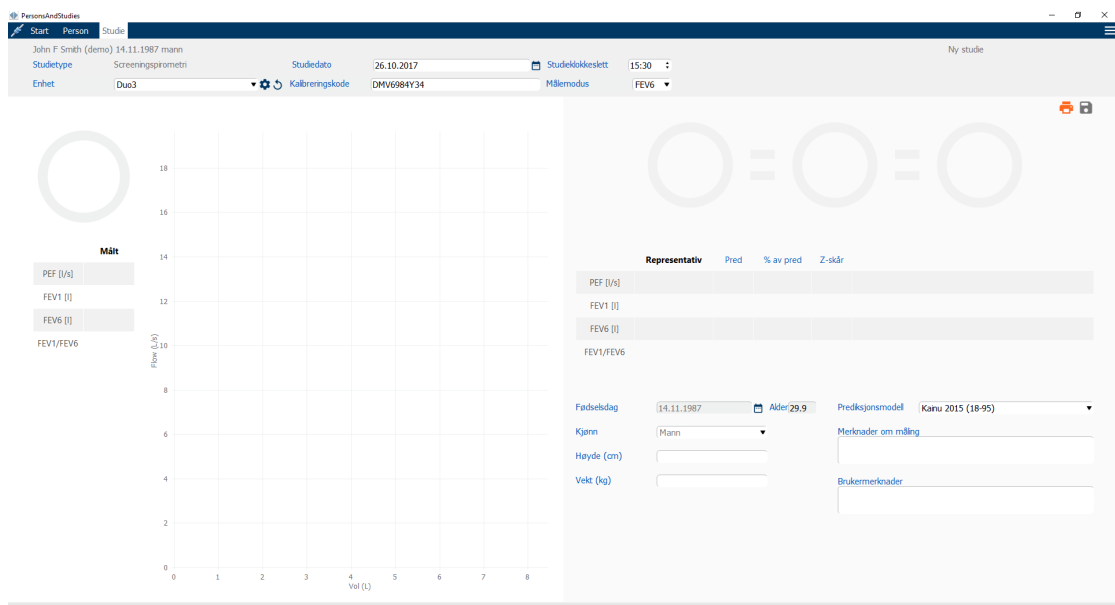 PersonsAndStudies
Start Person Studie
John F Smith (demo) 14.11.1987 mann Ny studie
Studietype Screeningspirometri Studiedato 26.10.2017 Studieklokkeslett 15:30
Enhet Duo3 Kalibreringskode DMV6984Y34 Målemodus FEV6
Målt
PEF [l/s]
FEV1 [l]
FEV6 [l]
FEV1/FEV6
Flow (L/s)
18
16
14
12
10
8
6
4
2
0
0 1 2 3 4 5 6 7 8
Vol (L)
Representativ Pred % av pred Z-skår
PEF [l/s]
FEV1 [l]
FEV6 [l]
FEV1/FEV6
Fødselsdag 14.11.1987 Alder 29.9 Prediksjonsmodell Kainu 2015 (18-95)
Kjønn Mann Merknader om måling
Høyde (cm)
Vekt (kg) Brukermerknader